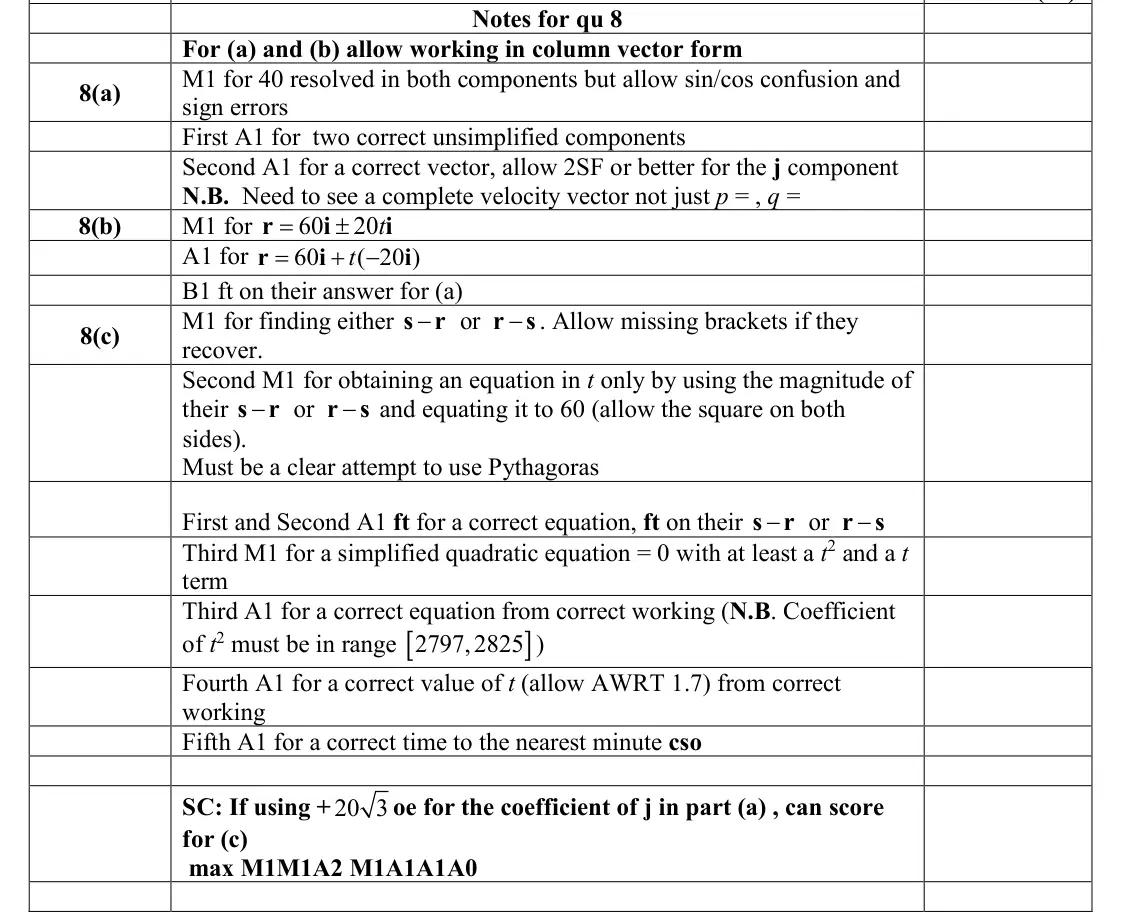 Notes for qu 8
For (a) and (b) allow working in column vector form
8(a)
M1 for 40 resolved in both components but allow sin/cos confusion and
sign errors
First A1 for  two correct unsimplified components
Second A1 for a correct vector, allow 2SF or better for the j component
N.B.  Need to see a complete velocity vector not just p = , q =
8(b)
M1 for r = 60i ± 20ti
A1 for r = 60i + t(−20i)
B1 ft on their answer for (a)
8(c)
M1 for finding either s − r or r − s. Allow missing brackets if they
recover.
Second M1 for obtaining an equation in t only by using the magnitude of
their s − r or r − s and equating it to 60 (allow the square on both
sides).
Must be a clear attempt to use Pythagoras
First and Second A1 ft for a correct equation, ft on their s − r or r − s
Third M1 for a simplified quadratic equation = 0 with at least a t² and a t
term
Third A1 for a correct equation from correct working (N.B. Coefficient
of t² must be in range [2797, 2825])
Fourth A1 for a correct value of t (allow AWRT 1.7) from correct
working
Fifth A1 for a correct time to the nearest minute cso
SC: If using +20√3 oe for the coefficient of j in part (a) , can score
for (c)
max M1M1A2 M1A1A1A0